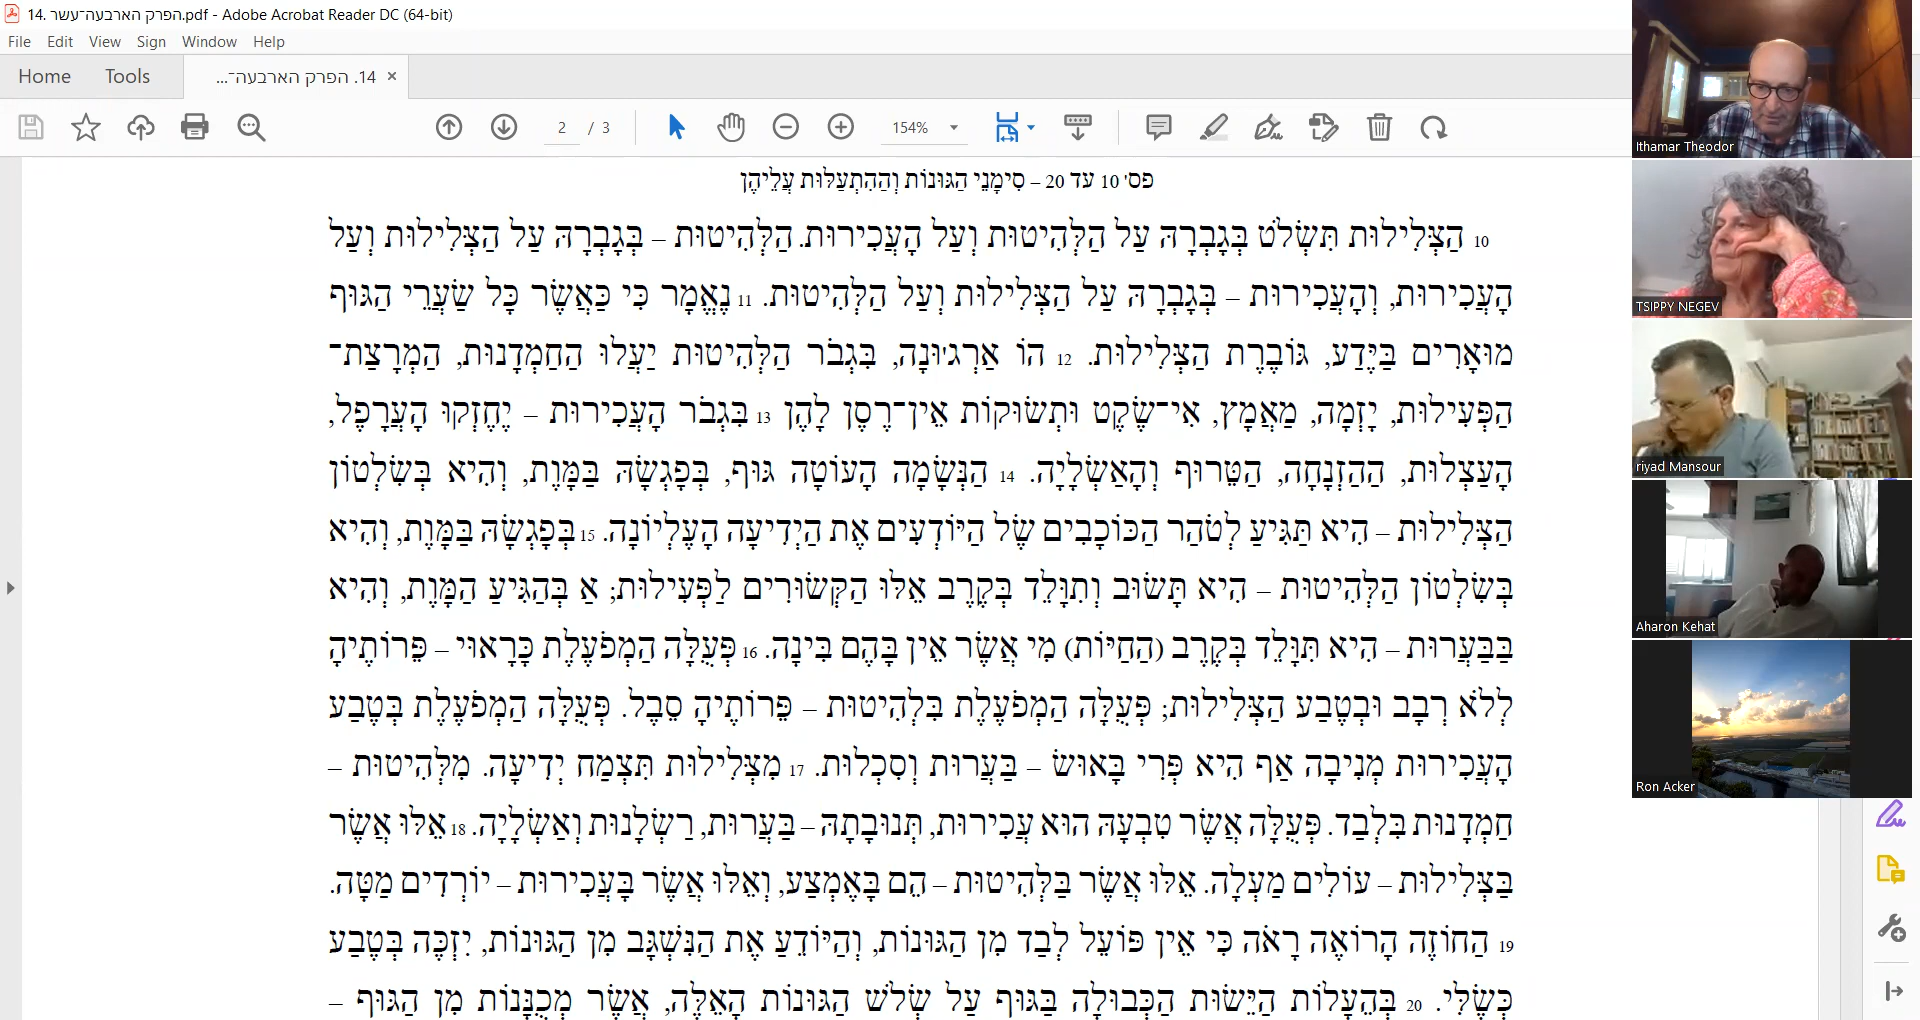 14. הפרק הארבעה־עשר.pdf - Adobe Acrobat Reader DC (64-bit)
File Edit View Sign Window Help
Home Tools 14. הפרק הארבעה־... ×
2 / 3 154%
פס' 10 עד 20 – סִימָנֵי הַגּוּנוֹת וְהַהִתְעַלּוּת עֲלֵיהֶן
10 הַצְּלִילוּת תִּשְׁלֹט בְּגָבְרָהּ עַל הַלְּהִיטוּת וְעַל הָעֲכִירוּת. הַלְּהִיטוּת – בְּגָבְרָהּ עַל הַצְּלִילוּת וְעַל
הָעֲכִירוּת, וְהָעֲכִירוּת – בְּגָבְרָהּ עַל הַצְּלִילוּת וְעַל הַלְּהִיטוּת. 11 נֶאֱמָר כִּי כַּאֲשֶׁר כָּל שַׁעֲרֵי הַגּוּף
מוּאָרִים בַּיֶּדַע, גּוֹבֶרֶת הַצְּלִילוּת. 12 הוֹ אַרְג'וּנָה, בִּגְבֹר הַלְּהִיטוּת יַעֲלוּ הַחַמְדָנוּת, הַמְרָצַת־
הַפְּעִילוּת, יָזְמָה, מַאֲמָץ, אִי־שֶׁקֶט וּתְשׁוּקוֹת אֵין־רֶסֶן לָהֶן 13 בִּגְבֹר הָעֲכִירוּת – יֶחֶזְקוּ הָעֲרָפֶל,
הָעַצְלוּת, הַהַזְנָחָה, הַטֵּרוּף וְהָאַשְׁלָיָה. 14 הַנְּשָׁמָה הָעוֹטָה גּוּף, בְּפָגְשָׁהּ בַּמָּוֶת, וְהִיא בְּשִׁלְטוֹן
הַצְּלִילוּת – הִיא תַּגִּיעַ לְטֹהַר הַכּוֹכָבִים שֶׁל הַיּוֹדְעִים אֶת הַיְדִיעָה הָעֶלְיוֹנָה. 15 בְּפָגְשָׁהּ בַּמָּוֶת, וְהִיא
בְּשִׁלְטוֹן הַלְּהִיטוּת – הִיא תָּשׁוּב וְתִוָּלֵד בְּקֶרֶב אֵלּוּ הַקְּשׁוּרִים לַפְּעִילוּת; אַ בְּהַגִּיעַ הַמָּוֶת, וְהִיא
בַּבַּעֲרוּת – הִיא תִּוָּלֵד בְּקֶרֶב (הַחַיּוֹת) מִי אֲשֶׁר אֵין בָּהֶם בִּינָה. 16 פְּעֻלָּה הַמְפֹעֶלֶת כָּרָאוּי – פֵּרוֹתֶיהָ
לְלֹא רְבָב וּבְטֶבַע הַצְּלִילוּת; פְּעֻלָּה הַמְפֹעֶלֶת בִּלְהִיטוּת – פֵּרוֹתֶיהָ סֵבֶל. פְּעֻלָּה הַמְפֹעֶלֶת בְּטֶבַע
הָעֲכִירוּת מְנִיבָה אַף הִיא פְּרִי בָּאוּשׁ – בַּעֲרוּת וְסִכְלוּת. 17 מִצְּלִילוּת תִּצְמַח יְדִיעָה. מִלְּהִיטוּת –
חַמְדָנוּת בִּלְבַד. פְּעֻלָּה אֲשֶׁר טִבְעָהּ הוּא עֲכִירוּת, תְּנוּבָתָהּ – בַּעֲרוּת, רַשְׁלָנוּת וְאַשְׁלָיָה. 18 אֵלּוּ אֲשֶׁר
בַּצְּלִילוּת – עוֹלִים מַעְלָה. אֵלּוּ אֲשֶׁר בַּלְּהִיטוּת – הֵם בָּאֶמְצַע, וְאֵלּוּ אֲשֶׁר בָּעֲכִירוּת – יוֹרְדִים מַטָּה.
19 הַחוֹזֶה הָרוֹאֶה רָאֹה כִּי אֵין פּוֹעֵל לְבַד מִן הַגּוּנוֹת, וְהַיּוֹדֵעַ אֶת הַנִּשְׂגָּב מִן הַגּוּנוֹת, יִזְכֶּה בְּטֶבַע
כְּשֶׁלִּי. 20 בְּהֵעָלוֹת הַיֵּשׁוּת הַכְּבוּלָה בַּגּוּף עַל שְׁלֹשׁ הַגּוּנוֹת הָאֵלֶּה, אֲשֶׁר מְכֻנָּנוֹת מִן הַגּוּף –
Ithamar Theodor
TSIPPY NEGEV
riyad Mansour
Aharon Kehat
Ron Acker